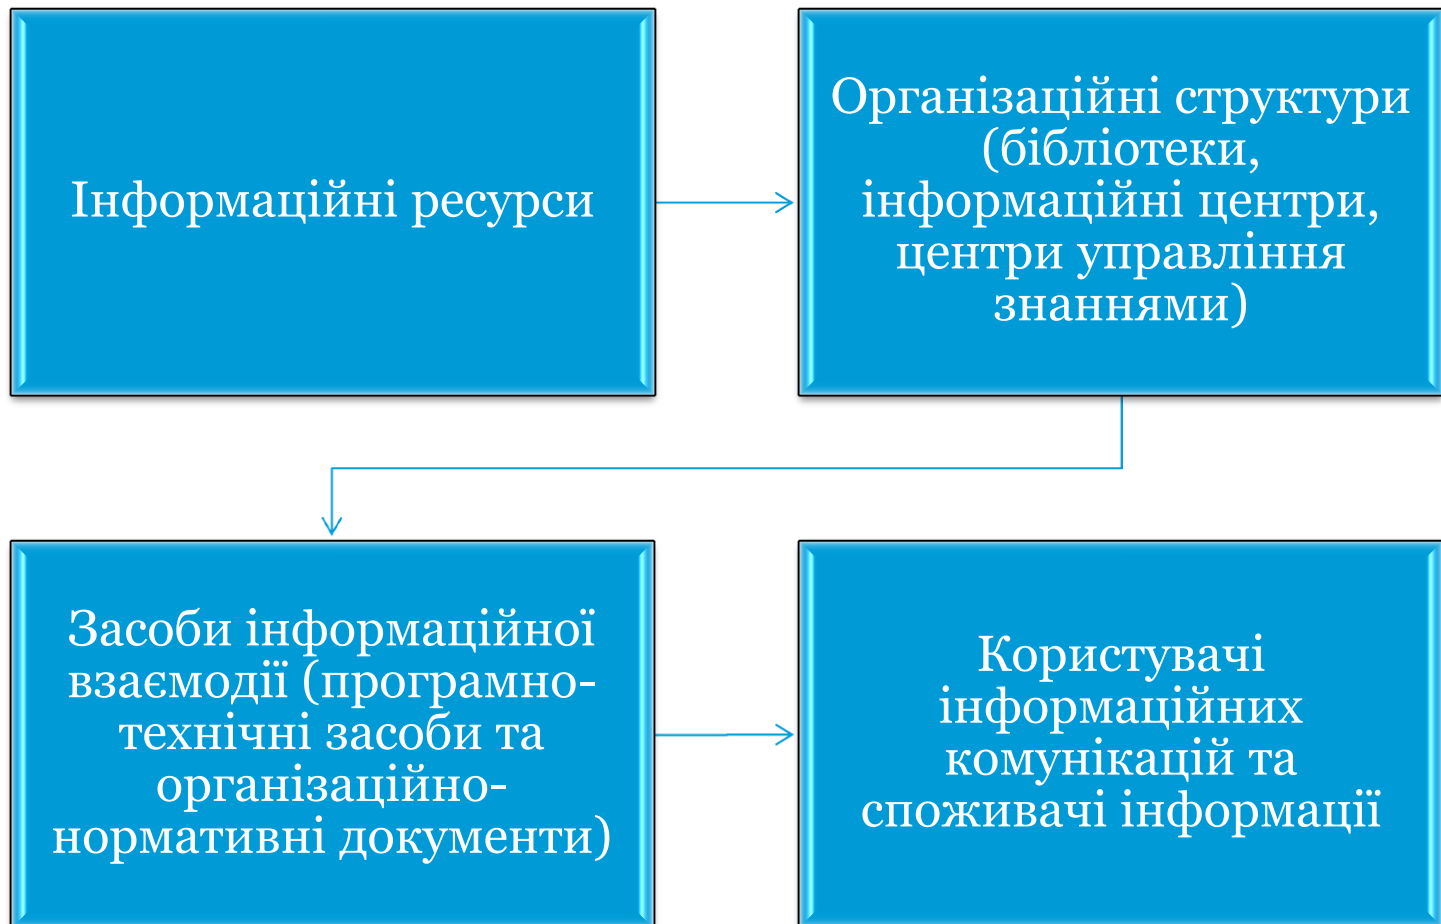 Інформаційні ресурси
Організаційні структури
(бібліотеки,
інформаційні центри,
центри управління
знаннями)
Засоби інформаційної
взаємодії (програмно-
технічні засоби та
організаційно-
нормативні документи)
Користувачі
інформаційних
комунікацій та
споживачі інформації